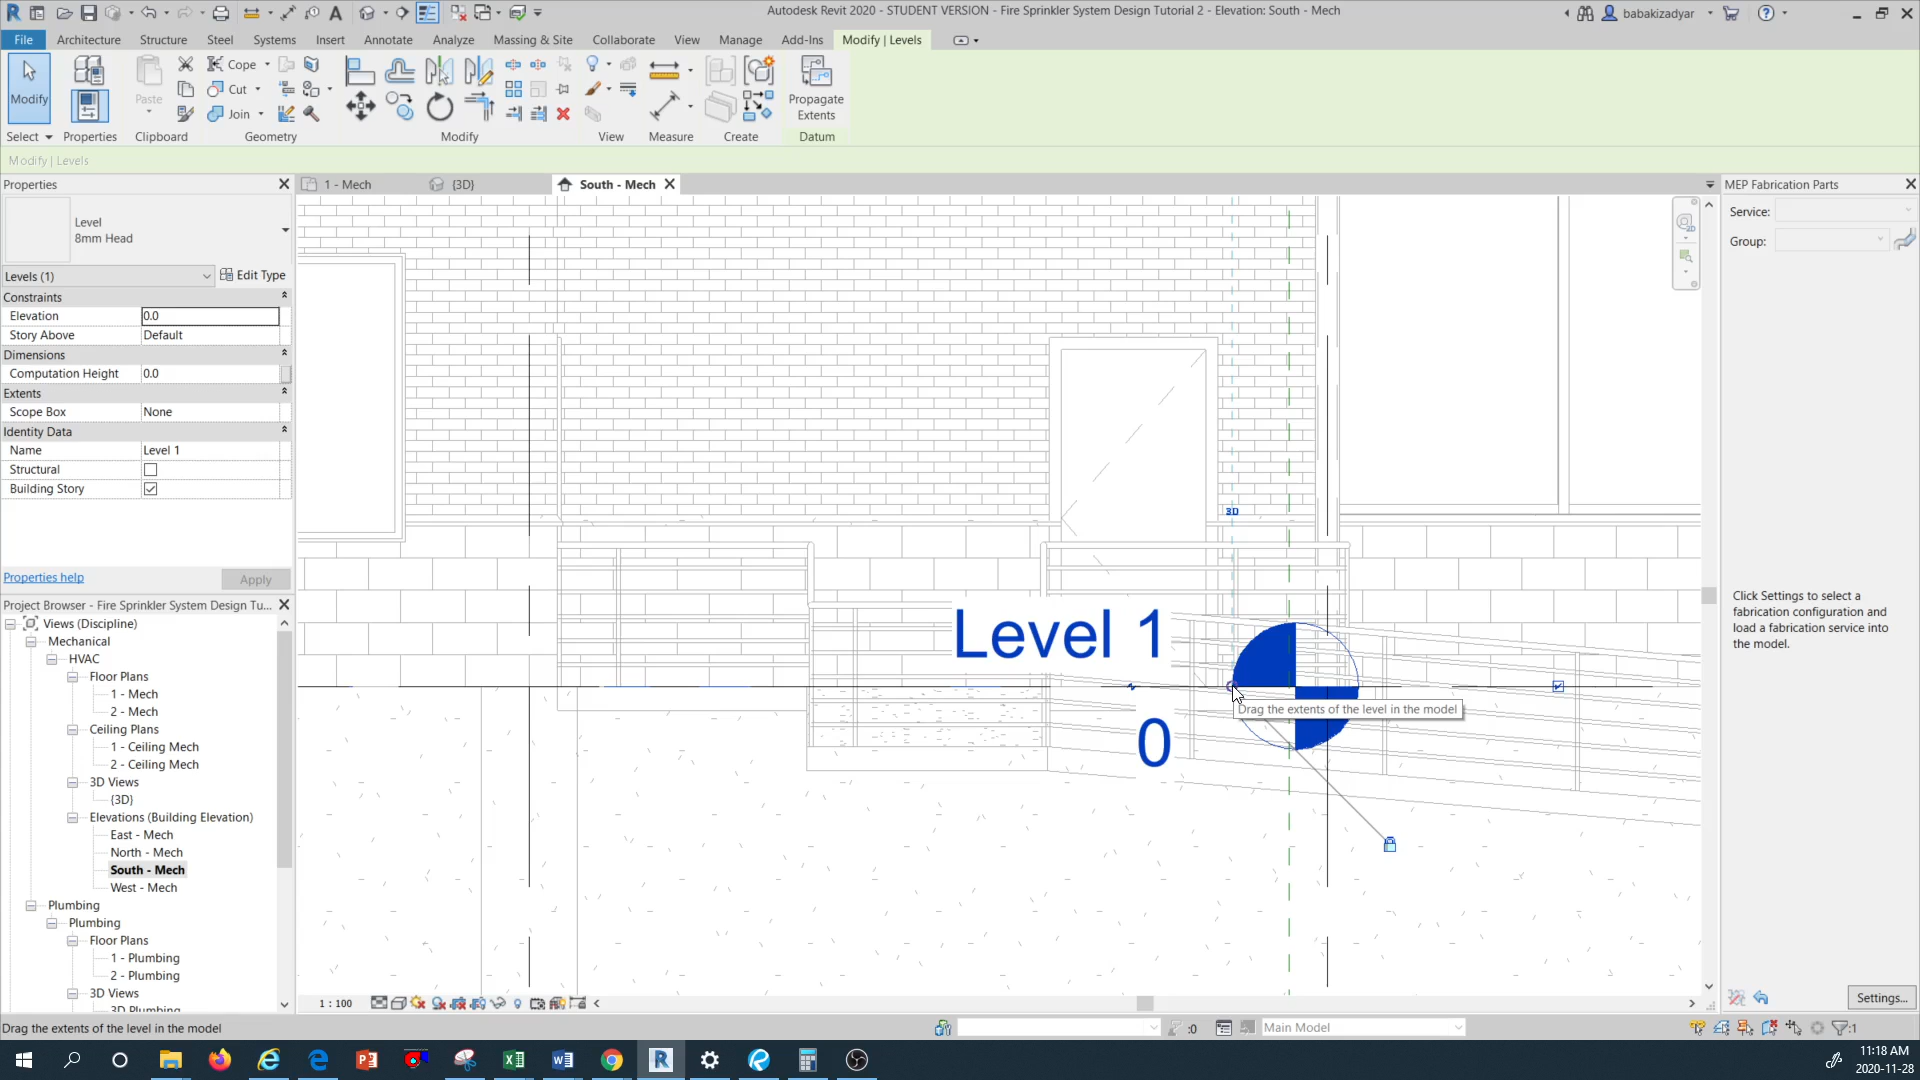 Autodesk Revit 2020 - STUDENT VERSION - Fire Sprinkler System Design Tutorial 2 - Elevation: South - Mech
babakizadyar
File Architecture Structure Steel Systems Insert Annotate Analyze Massing & Site Collaborate View Manage Add-Ins Modify | Levels
Modify
Paste
Cope
Cut
Join
Propagate
Extents
Select Properties Clipboard Geometry Modify View Measure Create Datum
Modify | Levels
Properties
1 - Mech
{3D}
South - Mech
MEP Fabrication Parts
Level
8mm Head
Service:
Group:
Levels (1)
Edit Type
Constraints
Elevation 0.0
Story Above Default
Dimensions
Computation Height 0.0
Extents
Scope Box None
Identity Data
Name Level 1
Structural
Building Story
Properties help
Apply
3D
Level 1
0
Drag the extents of the level in the model
Click Settings to select a
fabrication configuration and
load a fabrication service into
the model.
Project Browser - Fire Sprinkler System Design Tu...
Views (Discipline)
Mechanical
HVAC
Floor Plans
1 - Mech
2 - Mech
Ceiling Plans
1 - Ceiling Mech
2 - Ceiling Mech
3D Views
{3D}
Elevations (Building Elevation)
East - Mech
North - Mech
South - Mech
West - Mech
Plumbing
Plumbing
Floor Plans
1 - Plumbing
2 - Plumbing
3D Views
3D Plumbing
1 : 100
Settings...
Drag the extents of the level in the model
:0
Main Model
:1
11:18 AM
2020-11-28